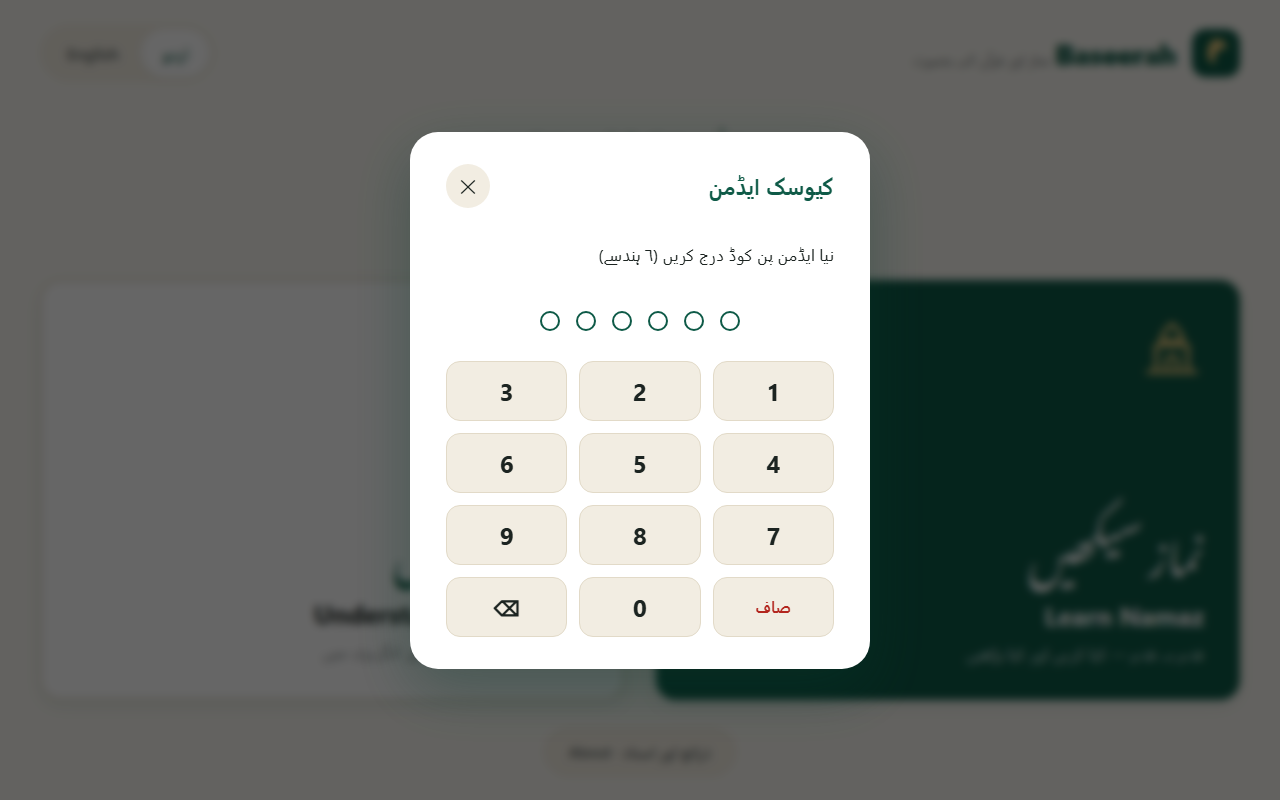 Baseerah
اردو English
کیوسک ایڈمن
نیا ایڈمن پن کوڈ درج کریں (٦ ہندسے)
1 2 3
4 5 6
7 8 9
صاف 0 ⌫
نماز سیکھیں
Learn Namaz